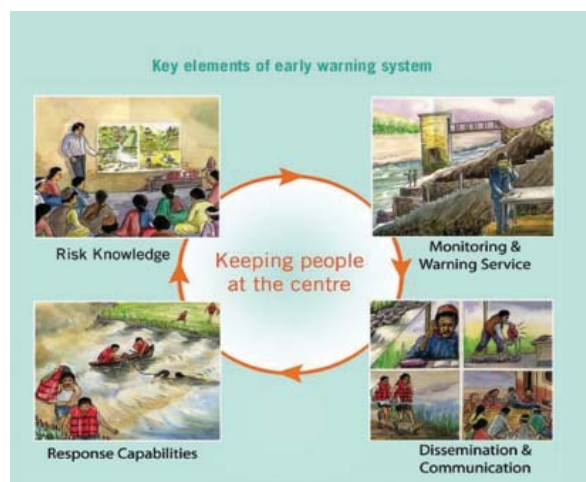 Key elements of early warning system
Risk Knowledge
Monitoring &
Warning Service
Keeping people
at the centre
Response Capabilities
Dissemination &
Communication